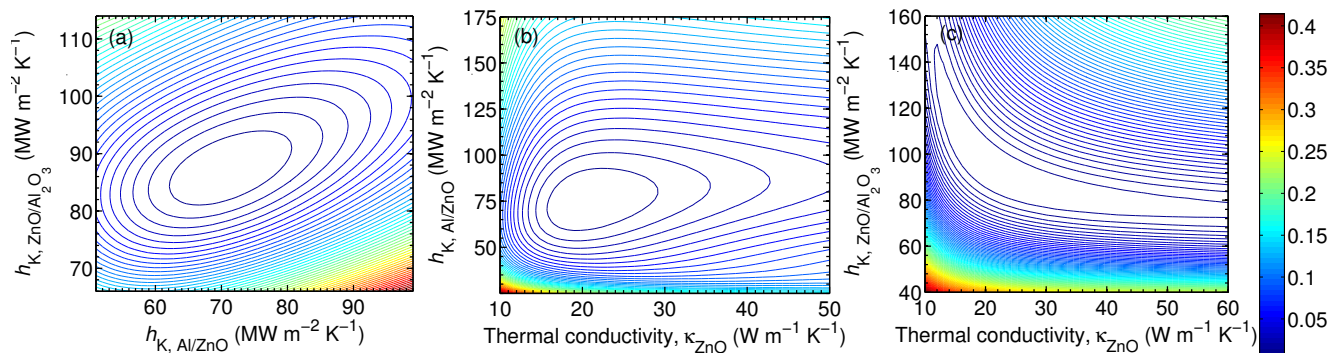 (a)
h_K, ZnO/Al2O3 (MW m−2 K−1)
110
100
90
80
70
60 70 80 90
h_K, Al/ZnO (MW m−2 K−1)
(b)
h_K, Al/ZnO (MW m−2 K−1)
175
150
125
100
75
50
10 20 30 40 50
Thermal conductivity, κ_ZnO (W m−1 K−1)
(c)
h_K, ZnO/Al2O3 (MW m−2 K−1)
160
140
120
100
80
60
40
10 20 30 40 50 60
Thermal conductivity, κ_ZnO (W m−1 K−1)
0.4
0.35
0.3
0.25
0.2
0.15
0.1
0.05